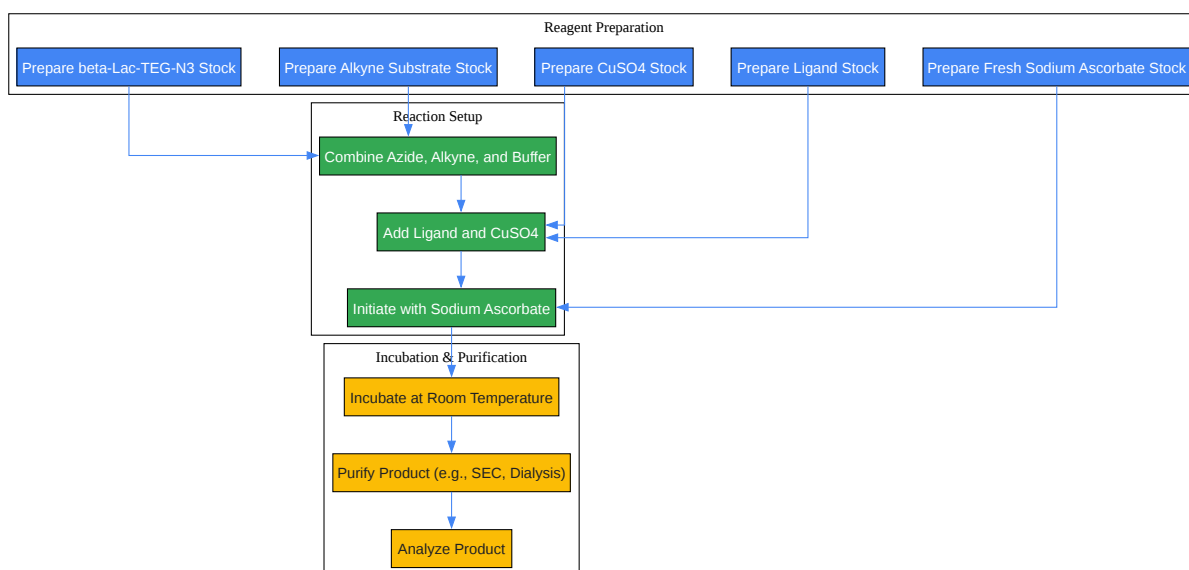 Reagent Preparation
Prepare beta-Lac-TEG-N3 Stock
Prepare Alkyne Substrate Stock
Prepare CuSO4 Stock
Prepare Ligand Stock
Prepare Fresh Sodium Ascorbate Stock
Reaction Setup
Combine Azide, Alkyne, and Buffer
Add Ligand and CuSO4
Initiate with Sodium Ascorbate
Incubation & Purification
Incubate at Room Temperature
Purify Product (e.g., SEC, Dialysis)
Analyze Product